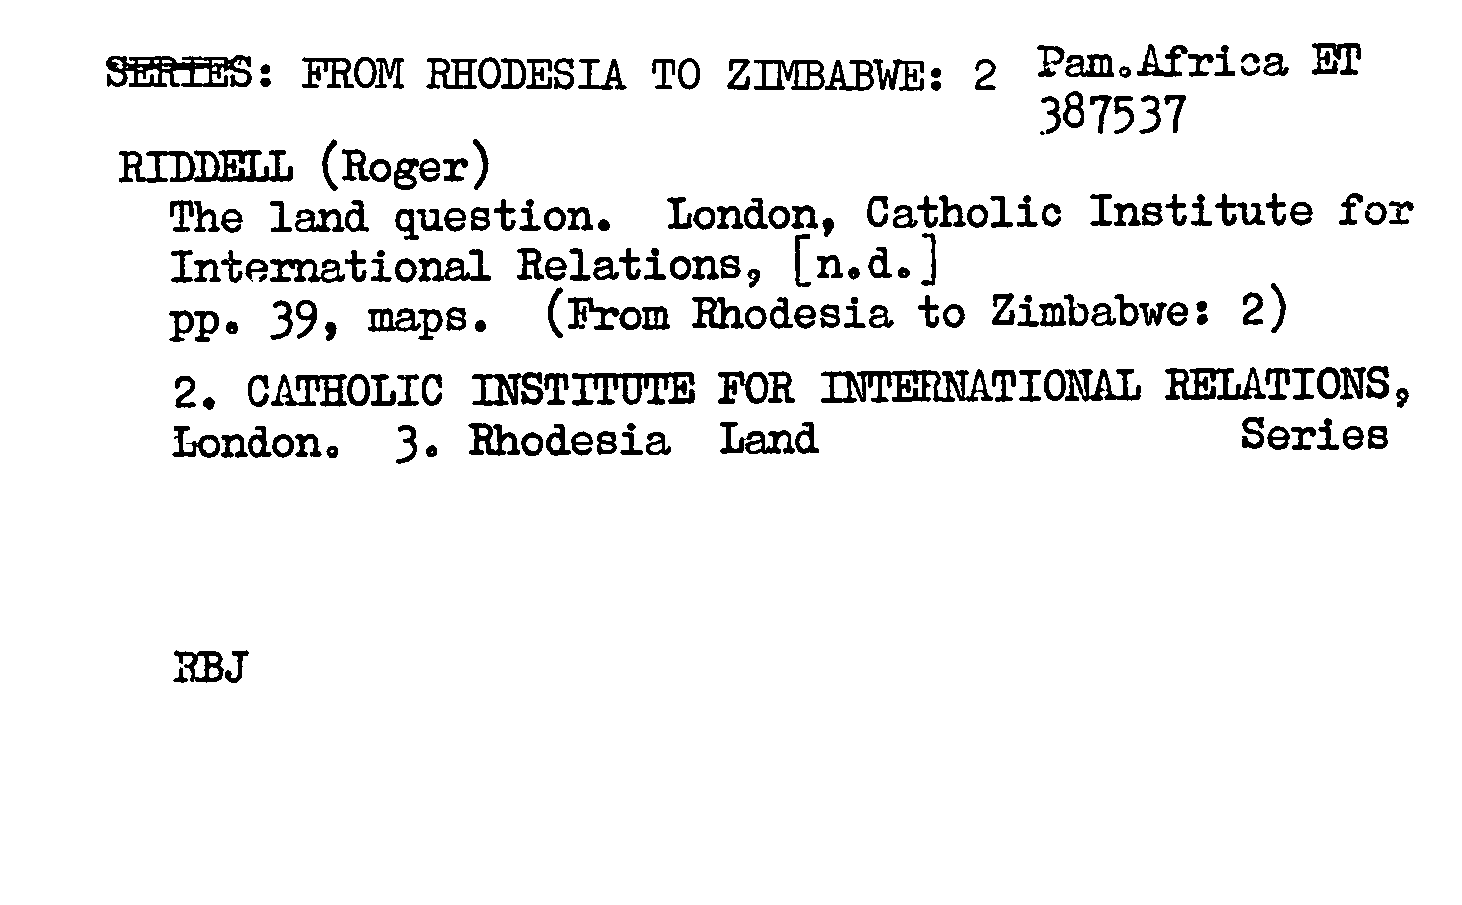 SERIES: FROM RHODESIA TO ZIMBABWE: 2 Pam.Africa ET
387537
RIDDELL (Roger)
The land question. London, Catholic Institute for
International Relations, [n.d.]
pp. 39, maps. (From Rhodesia to Zimbabwe: 2)
2. CATHOLIC INSTITUTE FOR INTERNATIONAL RELATIONS,
London. 3. Rhodesia Land Series
RBJ